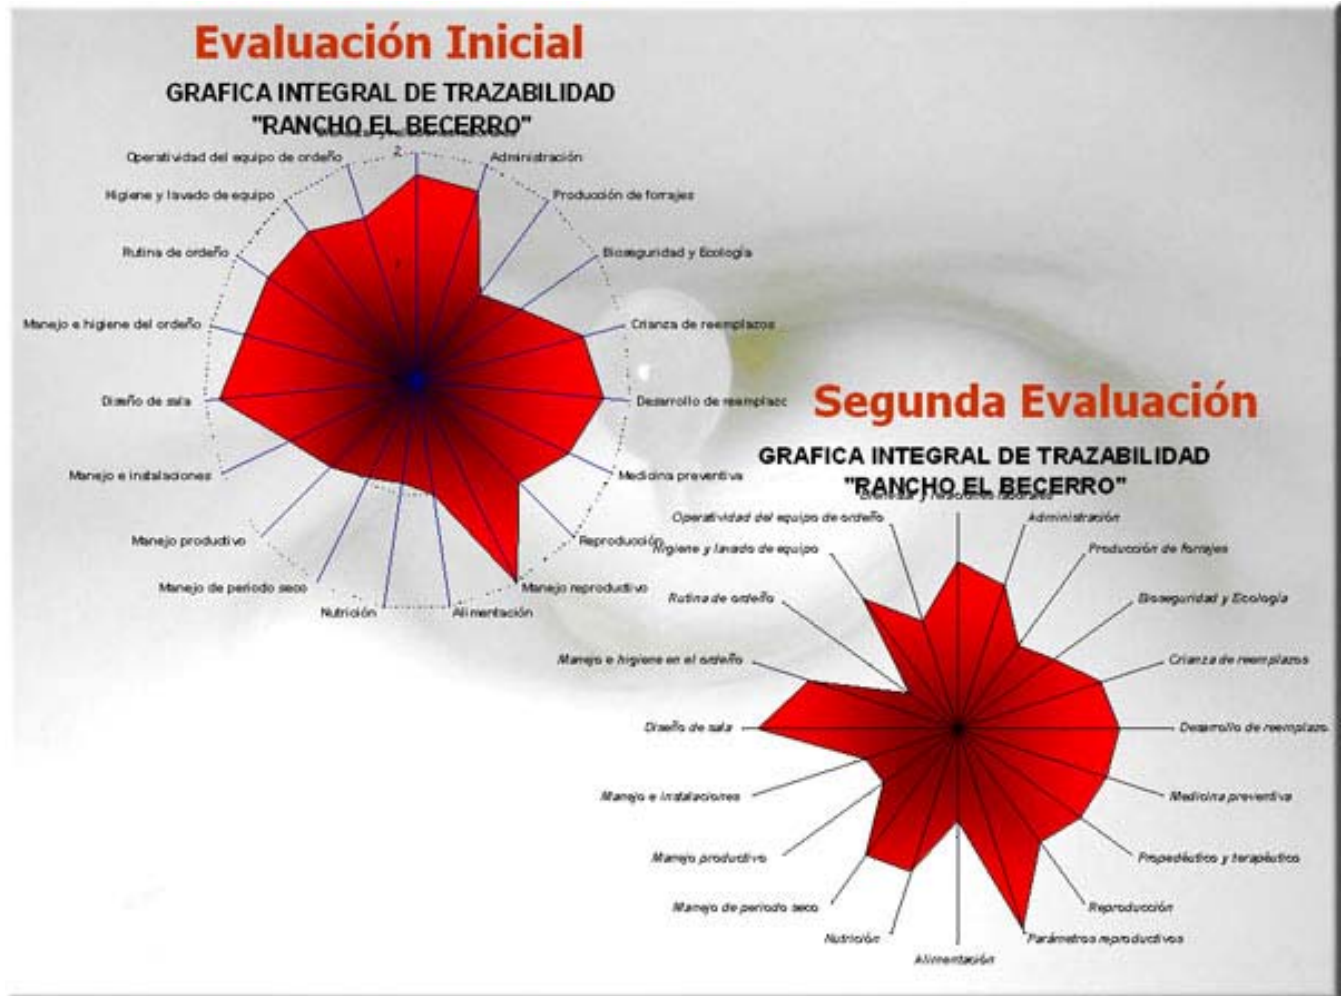 Evaluación Inicial
GRAFICA INTEGRAL DE TRAZABILIDAD
"RANCHO EL BECERRO"
2
Operatividad del equipo de ordeño
Administración
Higiene y lavado de equipo
Producción de forrajes
Rutina de ordeño
Bioseguridad y Ecología
Manejo e higiene del ordeño
Crianza de reemplazos
Diseño de sala
Desarrollo de reemplazo
Manejo e instalaciones
Medicina preventiva
Manejo productivo
Reproducción
Manejo de periodo seco
Manejo reproductivo
Nutrición
Alimentación
Segunda Evaluación
GRAFICA INTEGRAL DE TRAZABILIDAD
"RANCHO EL BECERRO"
Operatividad del equipo de ordeño
Administración
Higiene y lavado de equipo
Producción de forrajes
Rutina de ordeño
Bioseguridad y Ecología
Manejo e higiene en el ordeño
Crianza de reemplazos
Diseño de sala
Desarrollo de reemplazo
Manejo e instalaciones
Medicina preventiva
Manejo productivo
Propedéutica y terapéutica
Manejo de periodo seco
Reproducción
Nutrición
Parámetros reproductivos
Alimentación